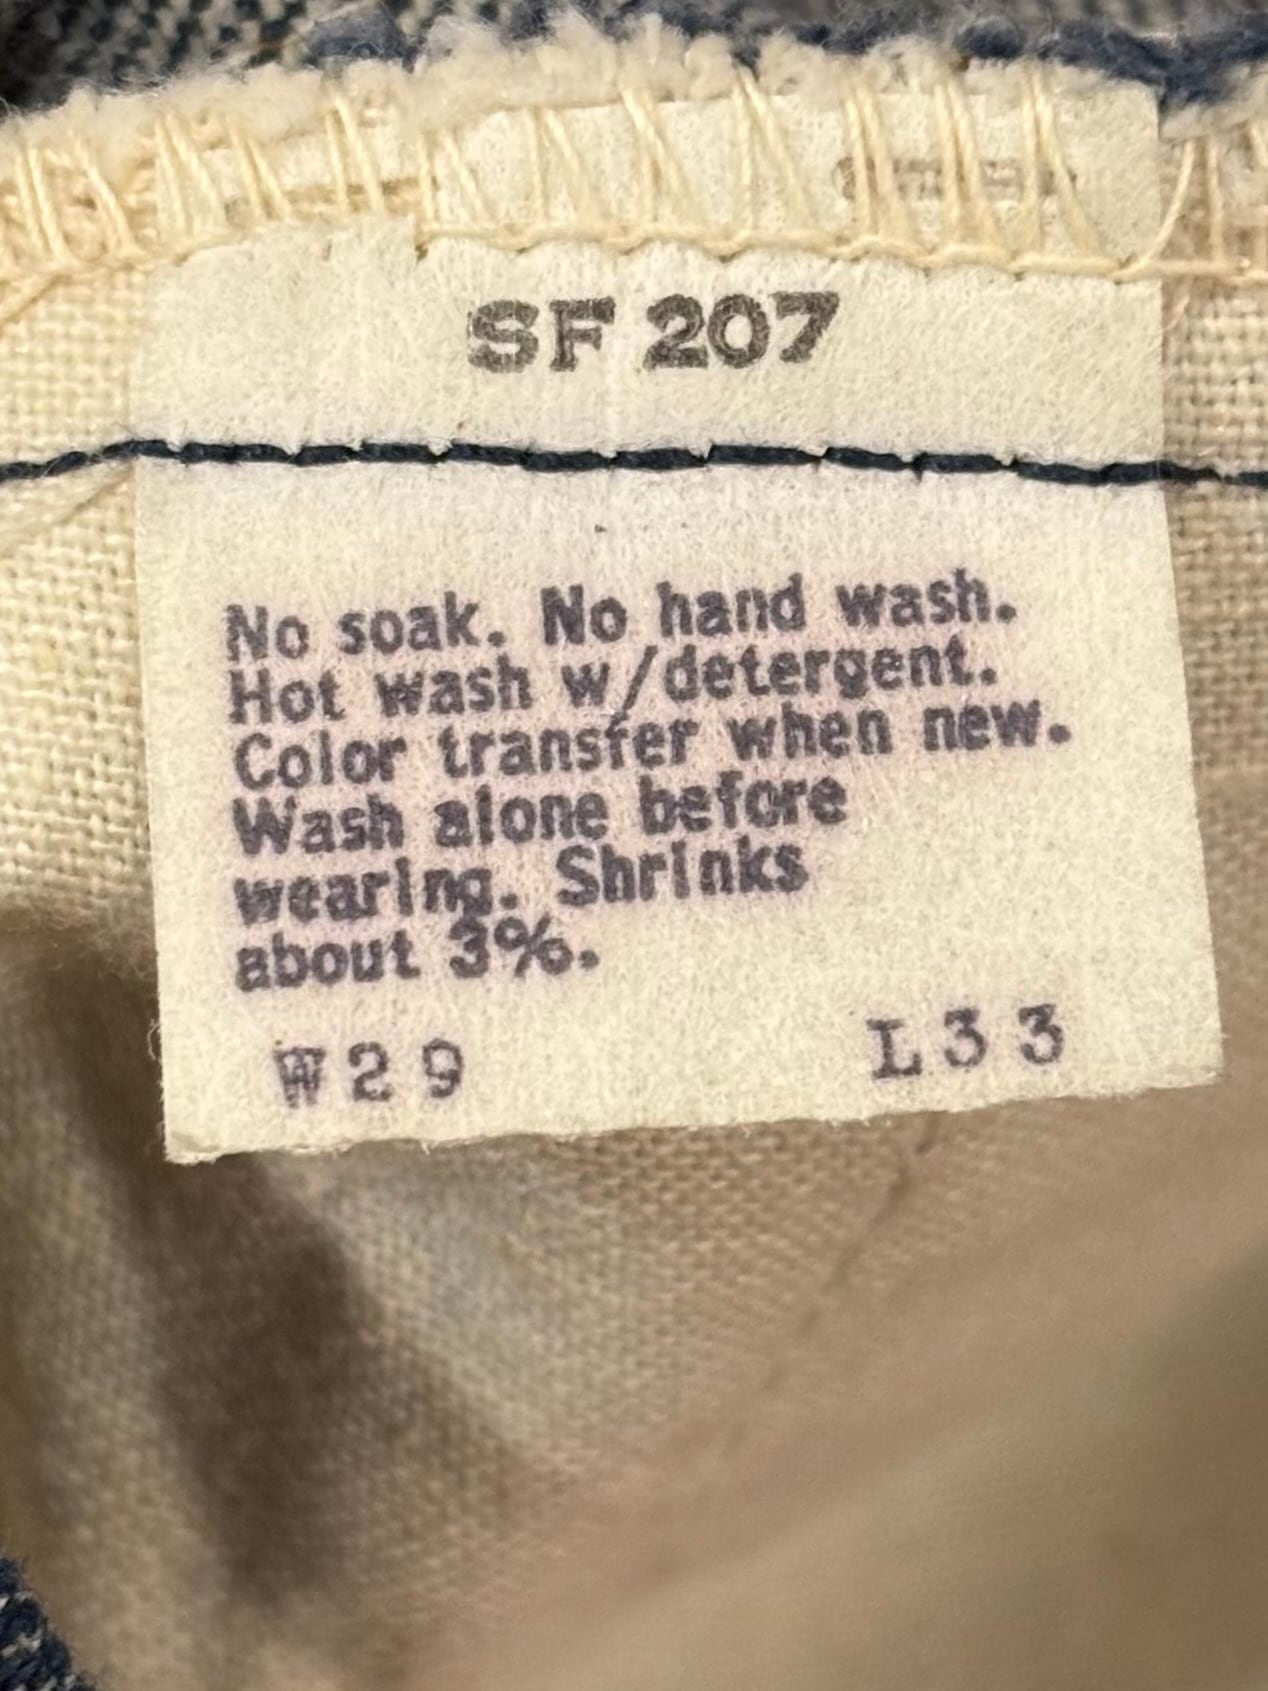 SF 207
No soak. No hand wash.
Hot wash w/detergent.
Color transfer when new.
Wash alone before
wearing. Shrinks
about 3%.
W29 L33